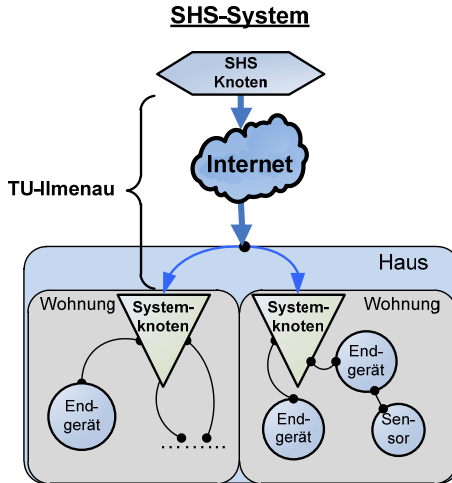 SHS-System
SHS
Knoten
Internet
TU-Ilmenau
Haus
Wohnung
System-
knoten
End-
gerät
System-
knoten
Wohnung
End-
gerät
End-
gerät
Sen-
sor